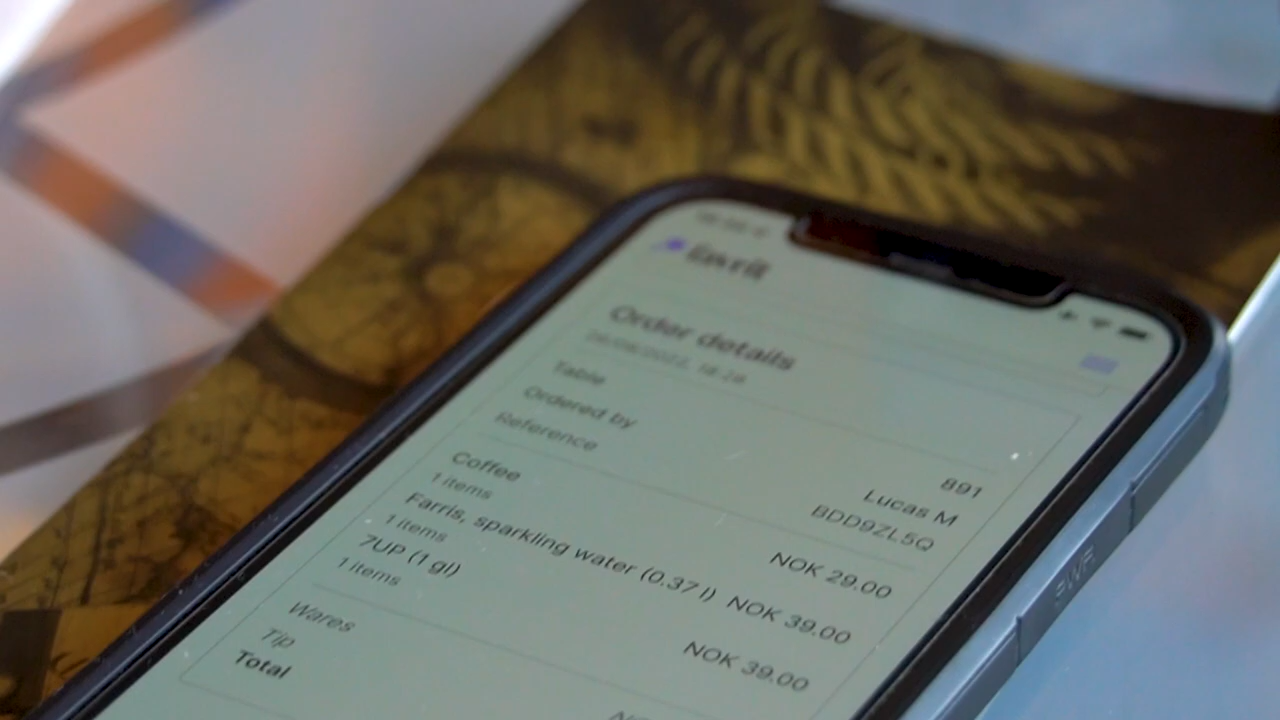 Order details
Table 891
Ordered by Lucas M
Reference BDD9ZL5Q
Coffee NOK 29.00
1 items
Farris, sparkling water (0.37 l) NOK 39.00
1 items
7UP (1 gl) NOK 39.00
1 items
Wares
Tip
Total